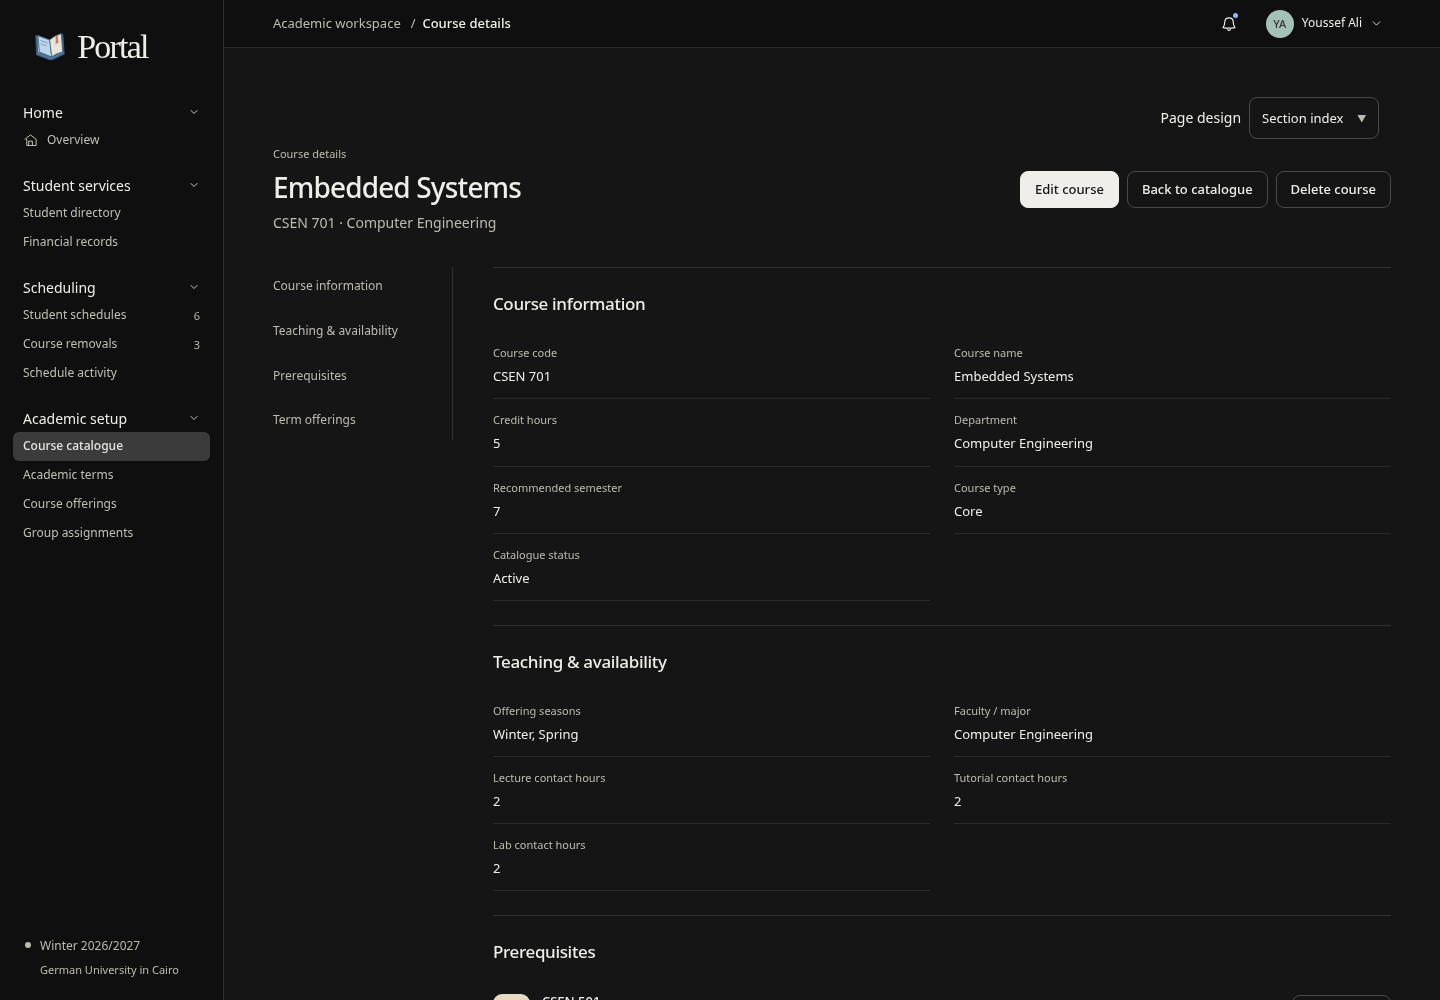 Portal
Home
Overview
Student services
Student directory
Financial records
Scheduling
Student schedules 6
Course removals 3
Schedule activity
Academic setup
Course catalogue
Academic terms
Course offerings
Group assignments
Winter 2026/2027
German University in Cairo
Academic workspace / Course details
YA Youssef Ali
Page design Section index
Course details
Embedded Systems
CSEN 701 · Computer Engineering
Edit course Back to catalogue Delete course
Course information
Teaching & availability
Prerequisites
Term offerings
Course information
Course code Course name
CSEN 701 Embedded Systems
Credit hours Department
5 Computer Engineering
Recommended semester Course type
7 Core
Catalogue status
Active
Teaching & availability
Offering seasons Faculty / major
Winter, Spring Computer Engineering
Lecture contact hours Tutorial contact hours
2 2
Lab contact hours
2
Prerequisites
CSEN 501